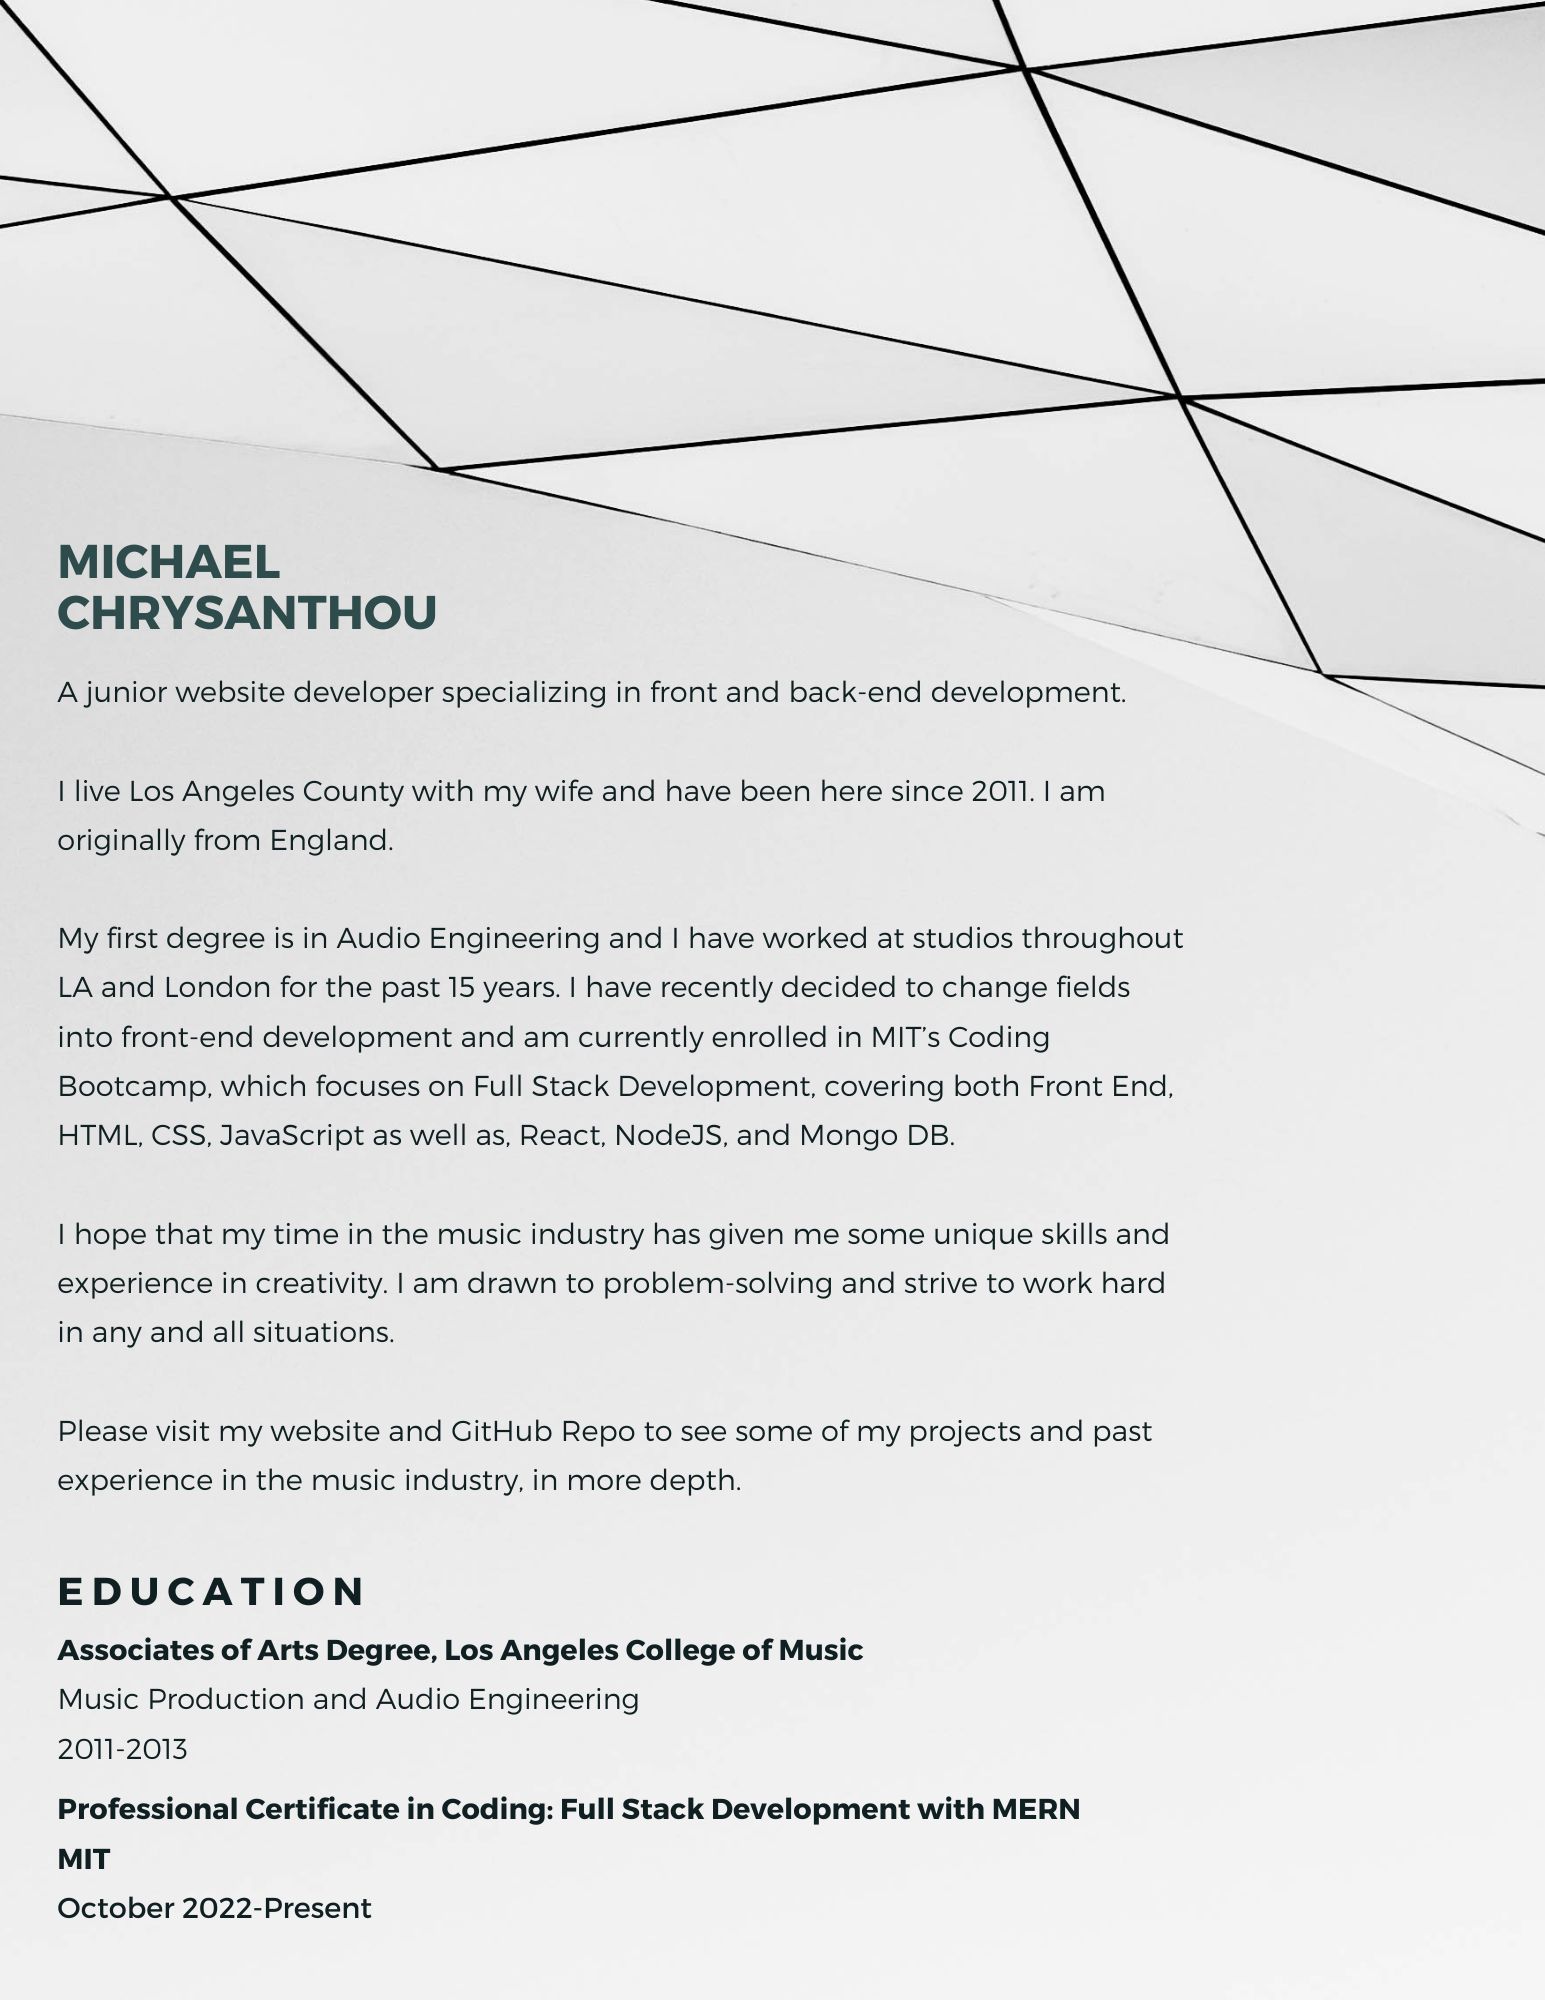 MICHAEL
CHRYSANTHOU
A junior website developer specializing in front and back-end development.
I live Los Angeles County with my wife and have been here since 2011. I am
originally from England.
My first degree is in Audio Engineering and I have worked at studios throughout
LA and London for the past 15 years. I have recently decided to change fields
into front-end development and am currently enrolled in MIT’s Coding
Bootcamp, which focuses on Full Stack Development, covering both Front End,
HTML, CSS, JavaScript as well as, React, NodeJS, and Mongo DB.
I hope that my time in the music industry has given me some unique skills and
experience in creativity. I am drawn to problem-solving and strive to work hard
in any and all situations.
Please visit my website and GitHub Repo to see some of my projects and past
experience in the music industry, in more depth.
EDUCATION
Associates of Arts Degree, Los Angeles College of Music
Music Production and Audio Engineering
2011-2013
Professional Certificate in Coding: Full Stack Development with MERN
MIT
October 2022-Present